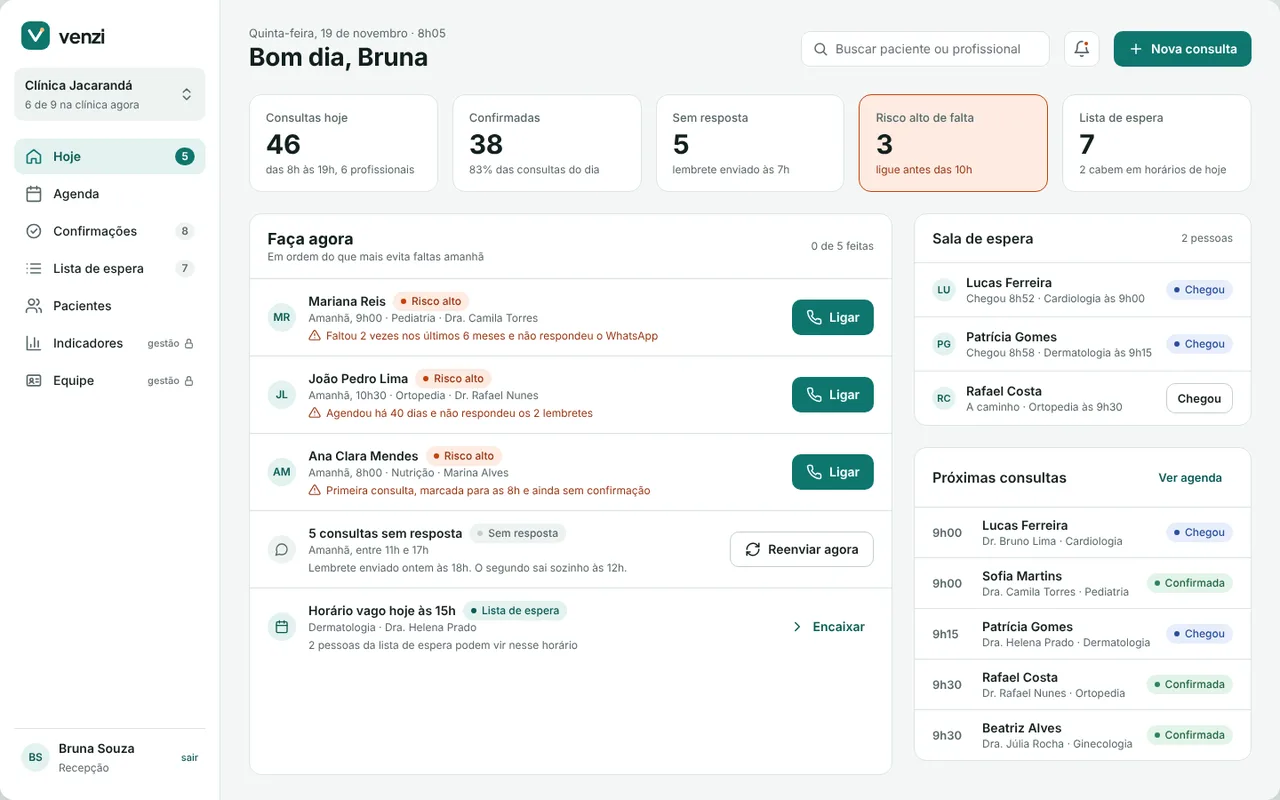 venzi
Clínica Jacarandá
6 de 9 na clínica agora
Hoje 5
Agenda
Confirmações 8
Lista de espera 7
Pacientes
Indicadores gestão
Equipe gestão
BS Bruna Souza
Recepção
sair
Quinta-feira, 19 de novembro · 8h05
Bom dia, Bruna
Buscar paciente ou profissional
Nova consulta
Consultas hoje
46
das 8h às 19h, 6 profissionais
Confirmadas
38
83% das consultas do dia
Sem resposta
5
lembrete enviado às 7h
Risco alto de falta
3
ligue antes das 10h
Lista de espera
7
2 cabem em horários de hoje
Faça agora
Em ordem do que mais evita faltas amanhã
0 de 5 feitas
MR
Mariana Reis Risco alto
Amanhã, 9h00 · Pediatria · Dra. Camila Torres
Faltou 2 vezes nos últimos 6 meses e não respondeu o WhatsApp
Ligar
JL
João Pedro Lima Risco alto
Amanhã, 10h30 · Ortopedia · Dr. Rafael Nunes
Agendou há 40 dias e não respondeu os 2 lembretes
Ligar
AM
Ana Clara Mendes Risco alto
Amanhã, 8h00 · Nutrição · Marina Alves
Primeira consulta, marcada para as 8h e ainda sem confirmação
Ligar
5 consultas sem resposta Sem resposta
Amanhã, entre 11h e 17h
Lembrete enviado ontem às 18h. O segundo sai sozinho às 12h.
Reenviar agora
Horário vago hoje às 15h Lista de espera
Dermatologia · Dra. Helena Prado
2 pessoas da lista de espera podem vir nesse horário
Encaixar
Sala de espera 2 pessoas
LU
Lucas Ferreira
Chegou 8h52 · Cardiologia às 9h00
Chegou
PG
Patrícia Gomes
Chegou 8h58 · Dermatologia às 9h15
Chegou
RC
Rafael Costa
A caminho · Ortopedia às 9h30
Chegou
Próximas consultas Ver agenda
9h00
Lucas Ferreira
Dr. Bruno Lima · Cardiologia
Chegou
9h00
Sofia Martins
Dra. Camila Torres · Pediatria
Confirmada
9h15
Patrícia Gomes
Dra. Helena Prado · Dermatologia
Chegou
9h30
Rafael Costa
Dr. Rafael Nunes · Ortopedia
Confirmada
9h30
Beatriz Alves
Dra. Júlia Rocha · Ginecologia
Confirmada